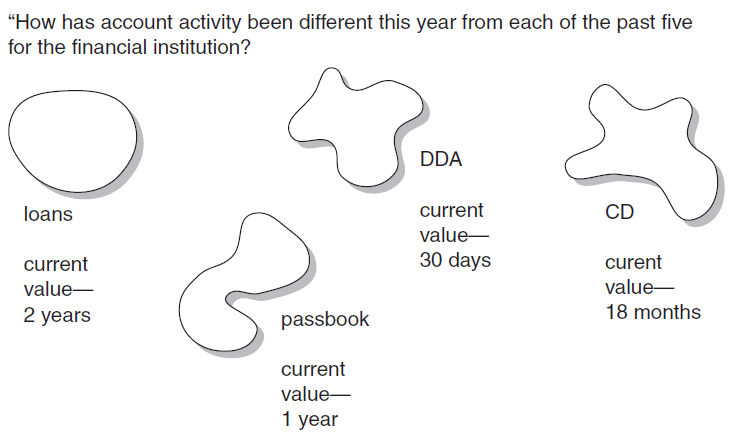 “How has account activity been different this year from each of the past five
for the financial institution?
loans
current
value—
2 years
passbook
current
value—
1 year
DDA
current
value—
30 days
CD
curent
value—
18 months